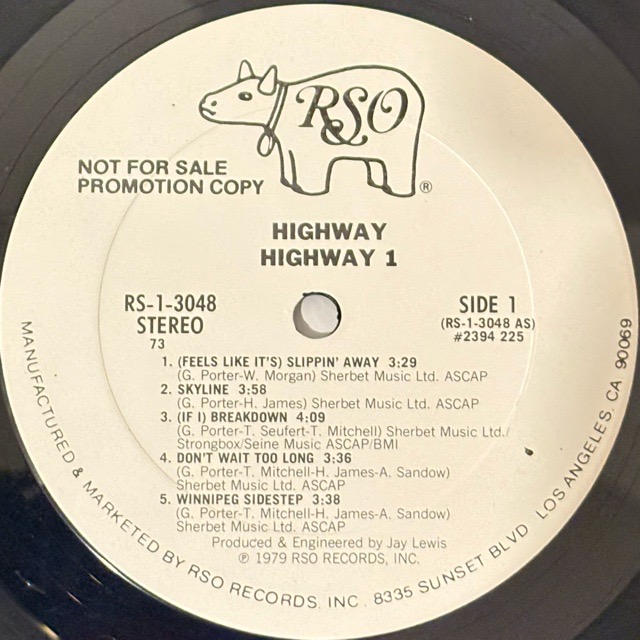 RSO
®
NOT FOR SALE
PROMOTION COPY
HIGHWAY
HIGHWAY 1
RS-1-3048
STEREO
73
SIDE 1
(RS-1-3048 AS)
#2394 225
1. (FEELS LIKE IT'S) SLIPPIN' AWAY 3:29
(G. Porter-W. Morgan) Sherbet Music Ltd. ASCAP
2. SKYLINE 3:58
(G. Porter-H. James) Sherbet Music Ltd. ASCAP
3. (IF I) BREAKDOWN 4:09
(G. Porter-T. Seufert-T. Mitchell) Sherbet Music Ltd./
Strongbox/Seine Music ASCAP/BMI
4. DON'T WAIT TOO LONG 3:36
(G. Porter-T. Mitchell-H. James-A. Sandow)
Sherbet Music Ltd. ASCAP
5. WINNIPEG SIDESTEP 3:38
(G. Porter-T. Mitchell-H. James-A. Sandow)
Sherbet Music Ltd. ASCAP
Produced & Engineered by Jay Lewis
℗ 1979 RSO RECORDS, INC.
MANUFACTURED & MARKETED BY RSO RECORDS, INC. 8335 SUNSET BLVD LOS ANGELES, CA 90069